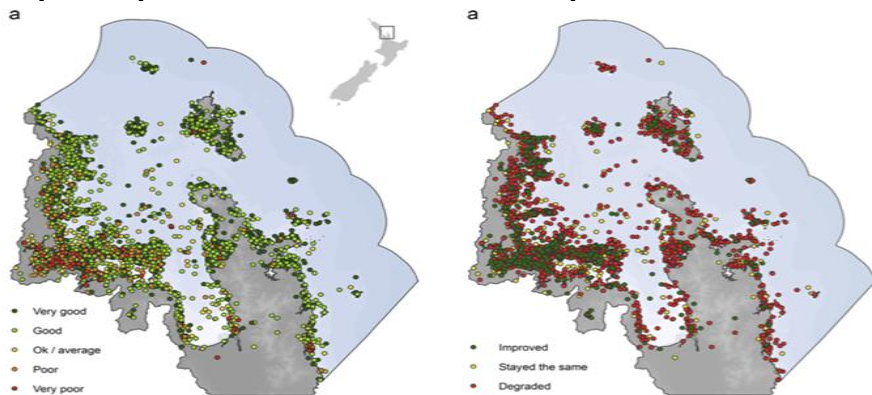 a
Very good
Good
Ok / average
Poor
Very poor
a
Improved
Stayed the same
Degraded